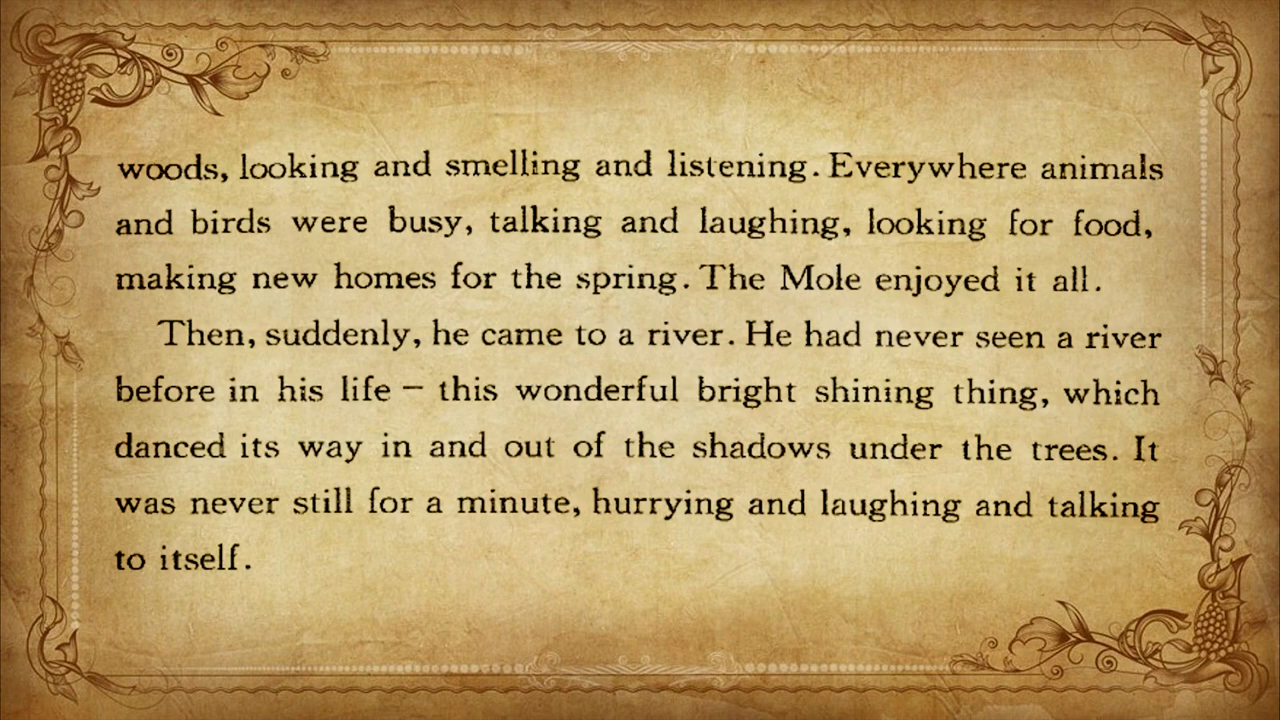 woods, looking and smelling and listening. Everywhere animals
and birds were busy, talking and laughing, looking for food,
making new homes for the spring. The Mole enjoyed it all.
Then, suddenly, he came to a river. He had never seen a river
before in his life – this wonderful bright shining thing, which
danced its way in and out of the shadows under the trees. It
was never still for a minute, hurrying and laughing and talking
to itself.